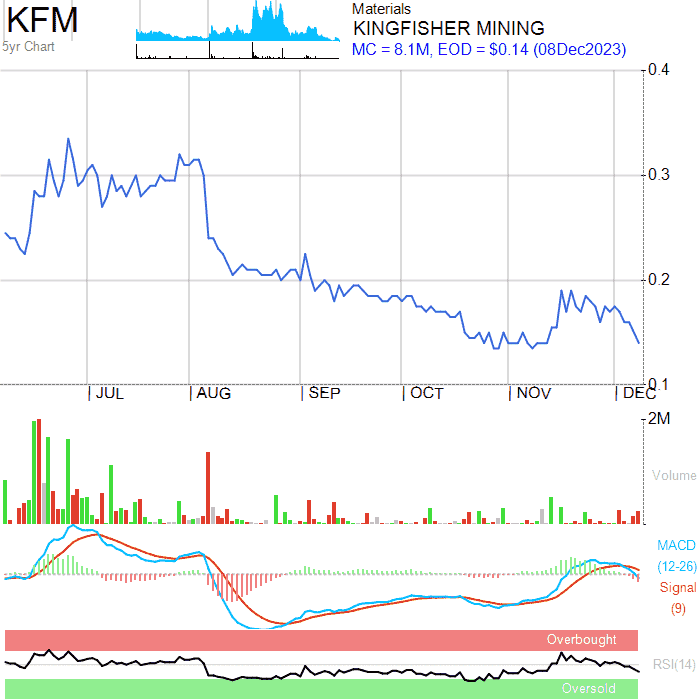 KFM
5yr Chart
Materials
KINGFISHER MINING
MC = 8.1M, EOD = $0.14 (08Dec2023)
0.4
0.3
0.2
0.1
JUL
AUG
SEP
OCT
NOV
DEC
2M
Volume
MACD
(12-26)
Signal
(9)
Overbought
RSI(14)
Oversold